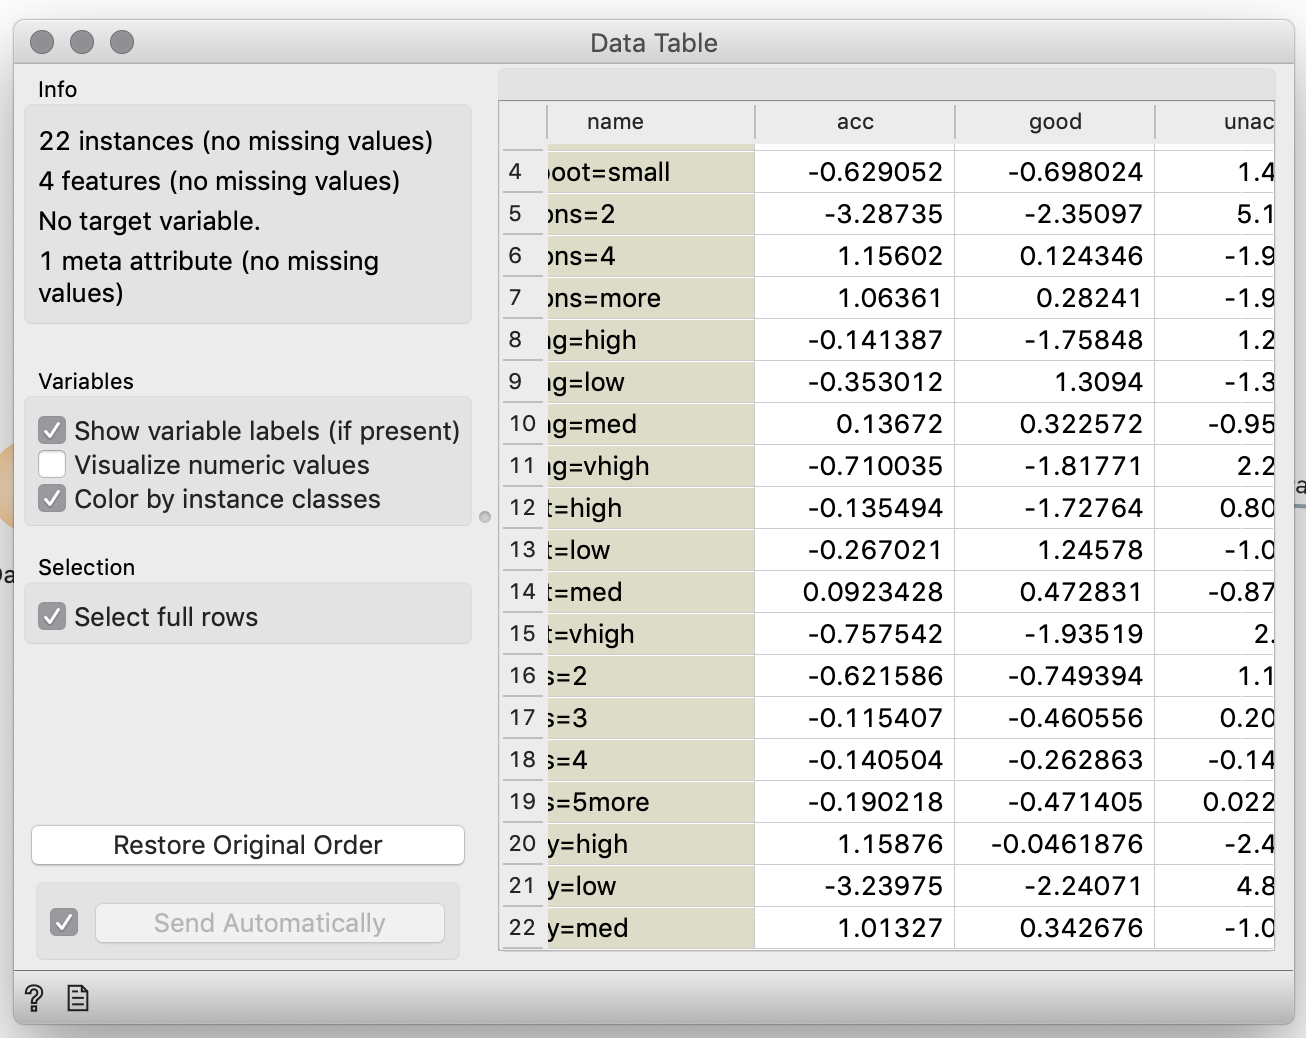 Data Table
Info
22 instances (no missing values)
4 features (no missing values)
No target variable.
1 meta attribute (no missing
values)
Variables
Show variable labels (if present)
Visualize numeric values
Color by instance classes
Selection
Select full rows
Restore Original Order
Send Automatically
name acc good unac
4 oot=small -0.629052 -0.698024 1.4
5 ons=2 -3.28735 -2.35097 5.1
6 ons=4 1.15602 0.124346 -1.9
7 ons=more 1.06361 0.28241 -1.9
8 ng=high -0.141387 -1.75848 1.2
9 ng=low -0.353012 1.3094 -1.3
10 ng=med 0.13672 0.322572 -0.95
11 ng=vhigh -0.710035 -1.81771 2.2
12 t=high -0.135494 -1.72764 0.80
13 t=low -0.267021 1.24578 -1.0
14 t=med 0.0923428 0.472831 -0.87
15 t=vhigh -0.757542 -1.93519 2.
16 s=2 -0.621586 -0.749394 1.1
17 s=3 -0.115407 -0.460556 0.20
18 s=4 -0.140504 -0.262863 -0.14
19 s=5more -0.190218 -0.471405 0.022
20 y=high 1.15876 -0.0461876 -2.4
21 y=low -3.23975 -2.24071 4.8
22 y=med 1.01327 0.342676 -1.0
?